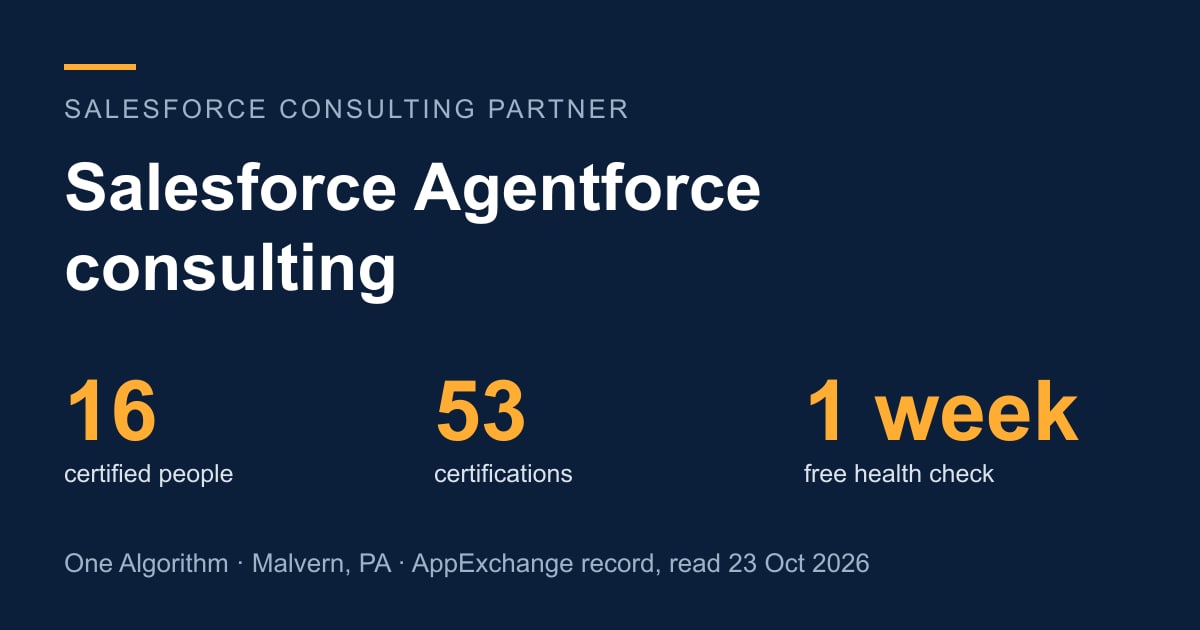 SALESFORCE CONSULTING PARTNER
Salesforce Agentforce
consulting
16
certified people
53
certifications
1 week
free health check
One Algorithm · Malvern, PA · AppExchange record, read 23 Oct 2026